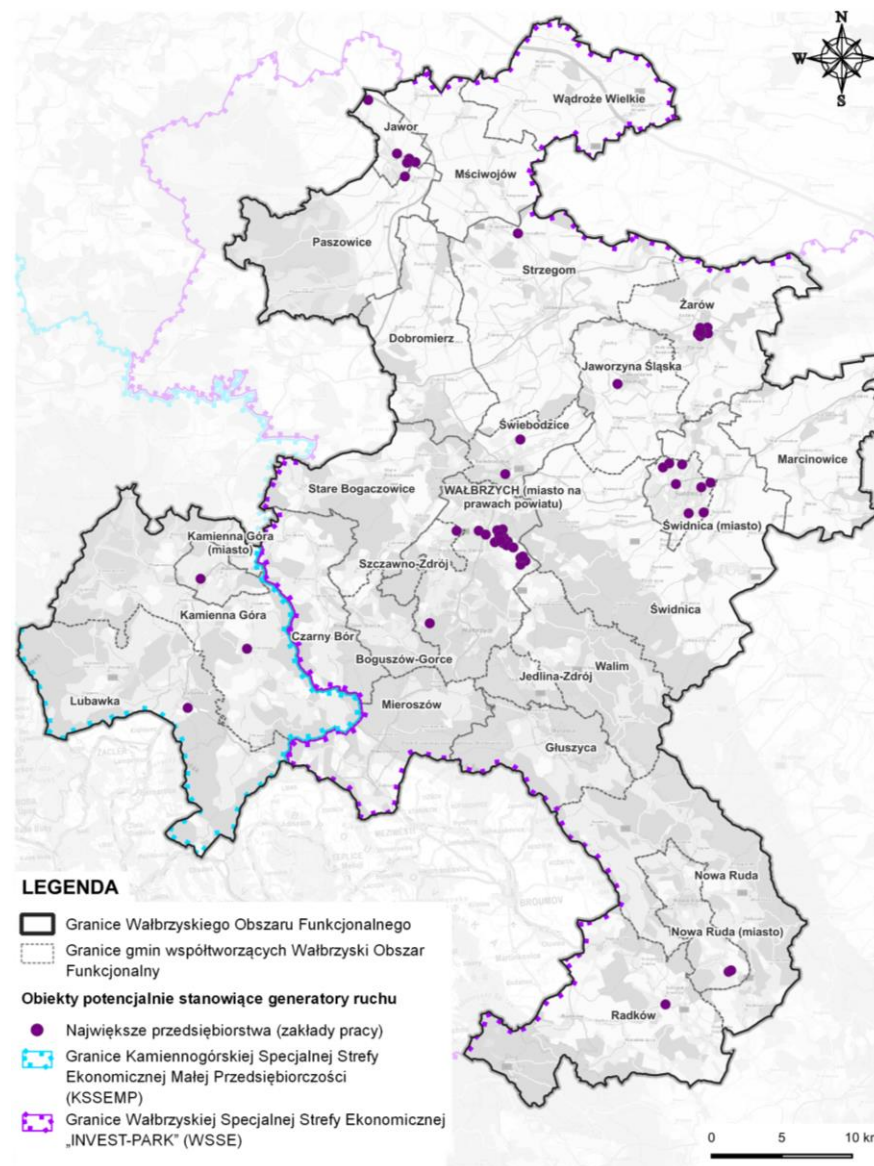 N
W
E
S
Wądroże Wielkie
Jawor
Mściwojów
Paszowice
Strzegom
Żarów
Dobromierz
Jaworzyna Śląska
Świebodzice
Marcinowice
Stare Bogaczowice
WAŁBRZYCH (miasto na
prawach powiatu)
Świdnica (miasto)
Kamienna Góra
(miasto)
Szczawno-Zdrój
Świdnica
Kamienna Góra
Czarny Bór
Boguszów-Gorce
Walim
Jedlina-Zdrój
Lubawka
Mieroszów
Głuszyca
Nowa Ruda
Nowa Ruda (miasto)
Radków
LEGENDA
Granice Wałbrzyskiego Obszaru Funkcjonalnego
Granice gmin współtworzących Wałbrzyski Obszar
Funkcjonalny
Obiekty potencjalnie stanowiące generatory ruchu
Największe przedsiębiorstwa (zakłady pracy)
Granice Kamiennogórskiej Specjalnej Strefy
Ekonomicznej Małej Przedsiębiorczości
(KSSEMP)
Granice Wałbrzyskiej Specjalnej Strefy Ekonomicznej
„INVEST-PARK” (WSSE)
0 5 10 km